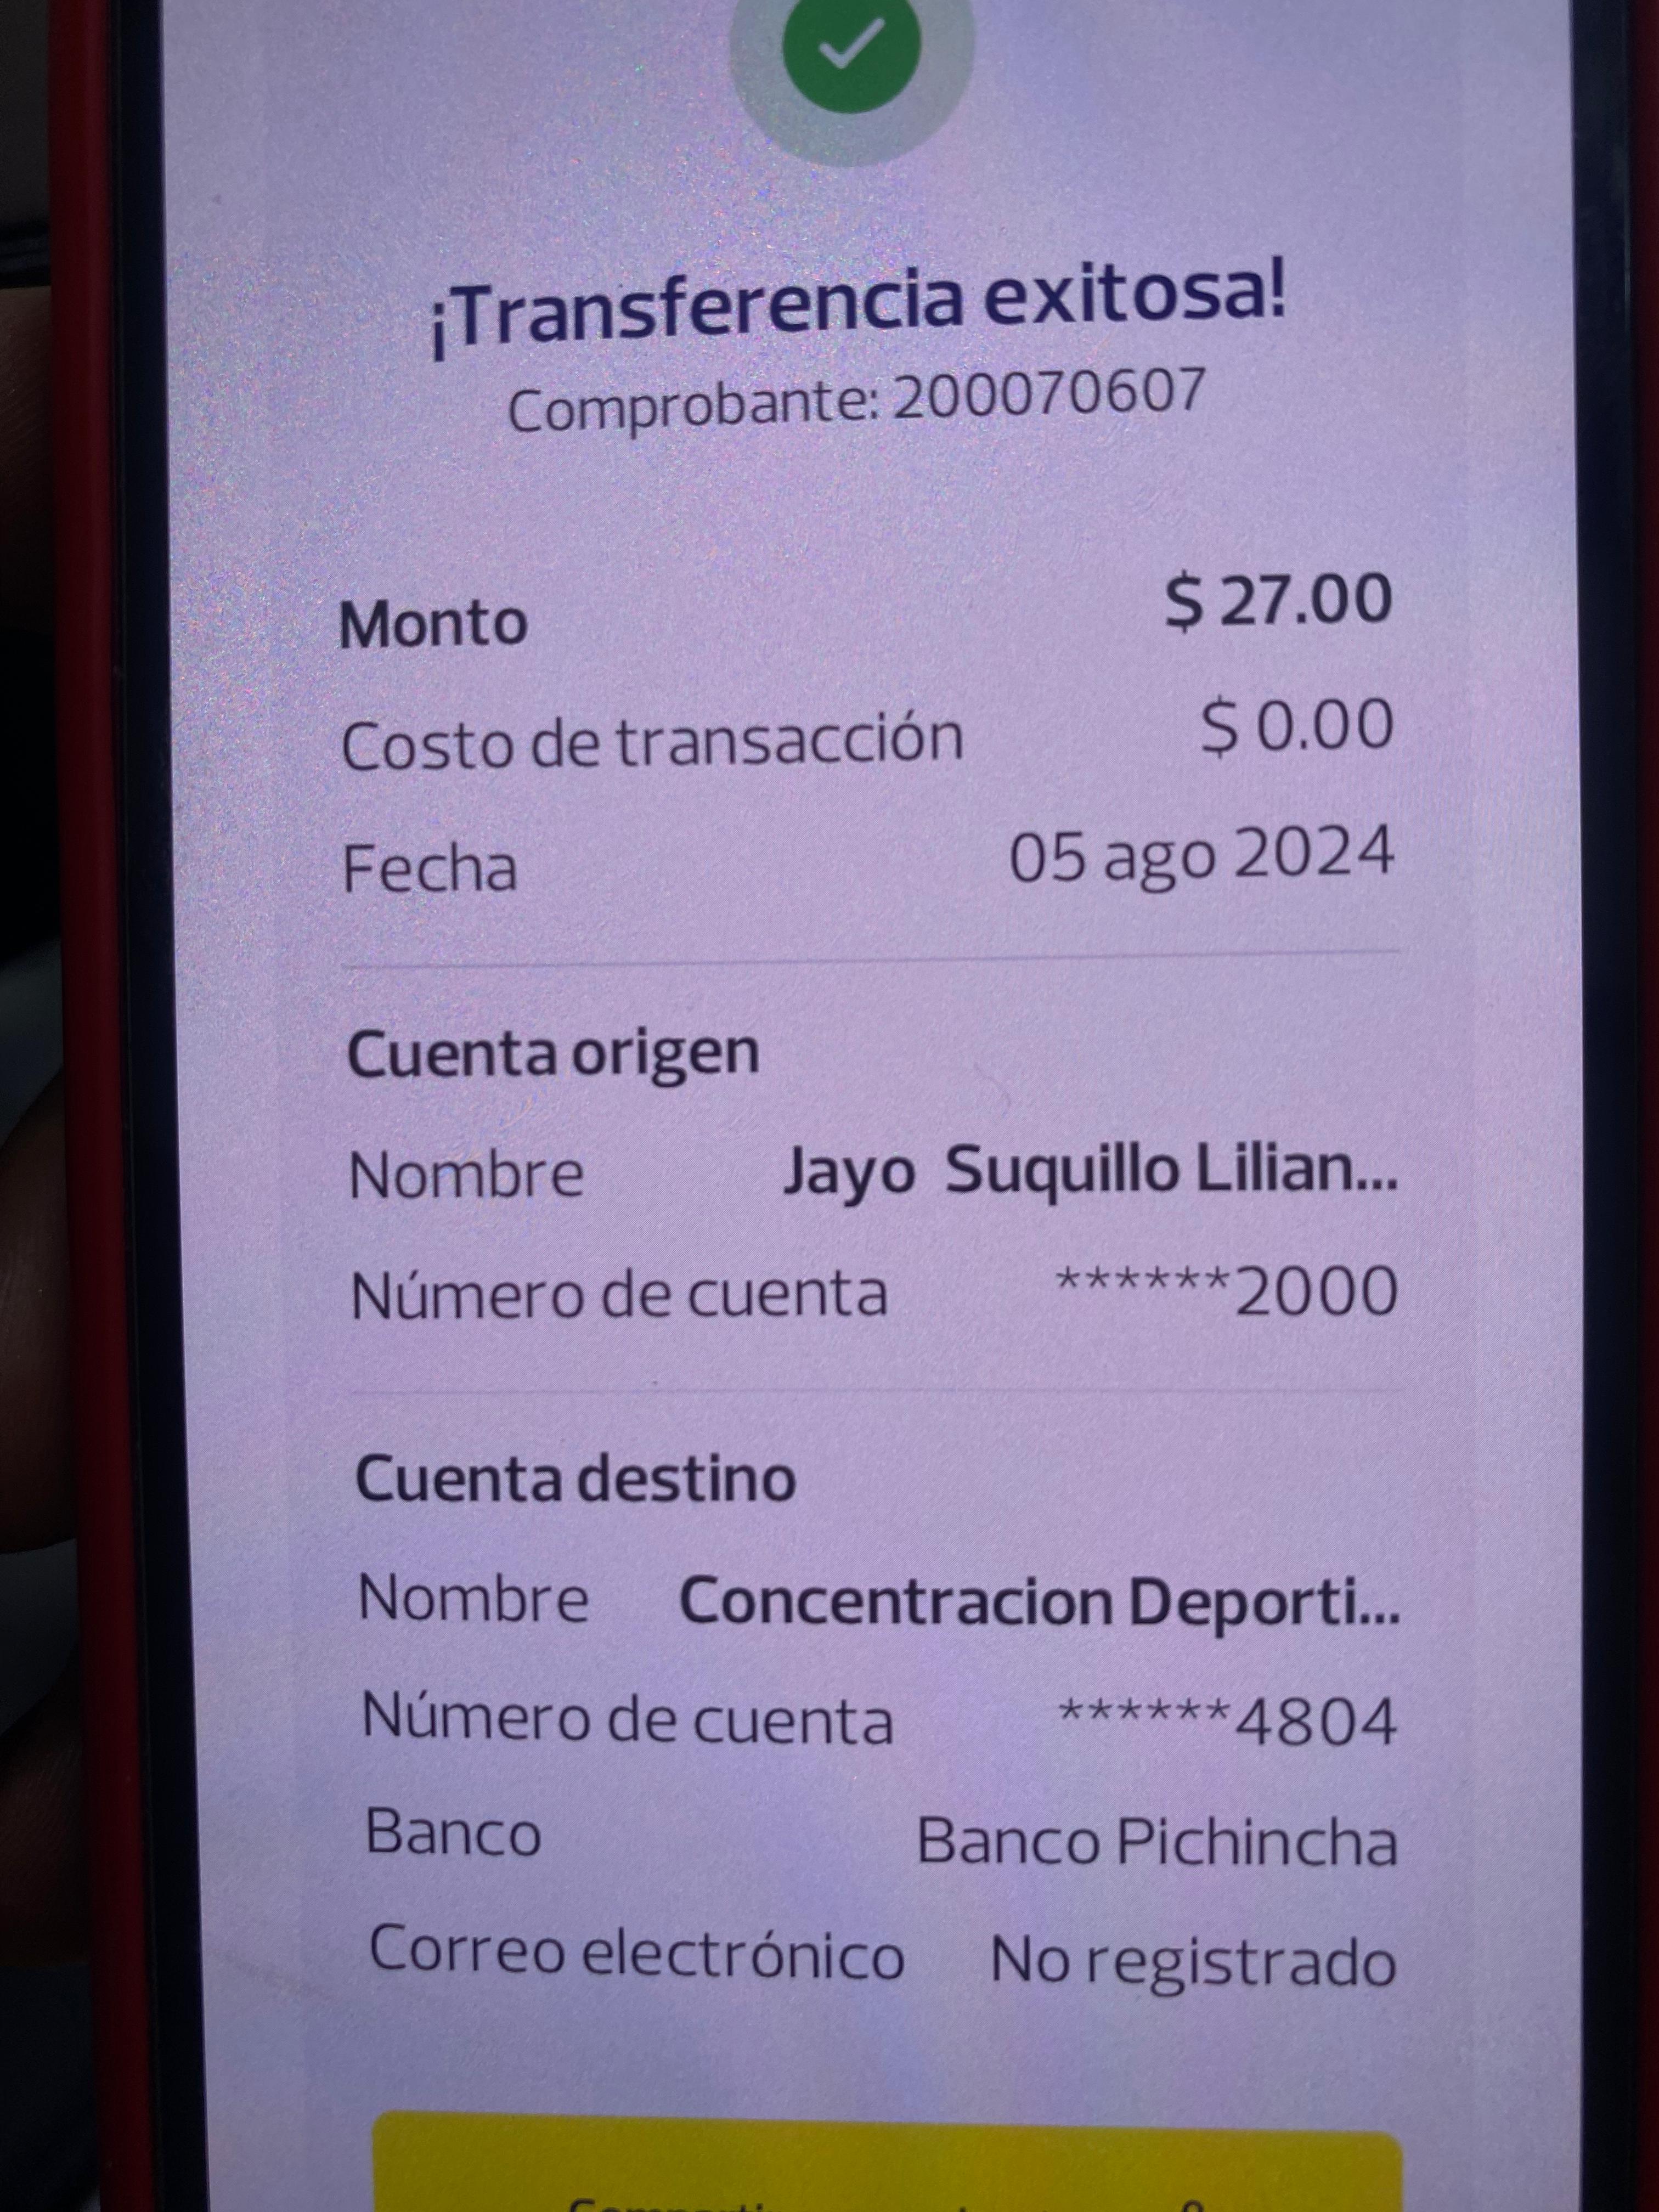 ¡Transferencia exitosa!
Comprobante: 200070607
Monto $ 27.00
Costo de transacción $ 0.00
Fecha 05 ago 2024
Cuenta origen
Nombre Jayo Suquillo Lilian...
Número de cuenta ******2000
Cuenta destino
Nombre Concentracion Deporti...
Número de cuenta ******4804
Banco Banco Pichincha
Correo electrónico No registrado